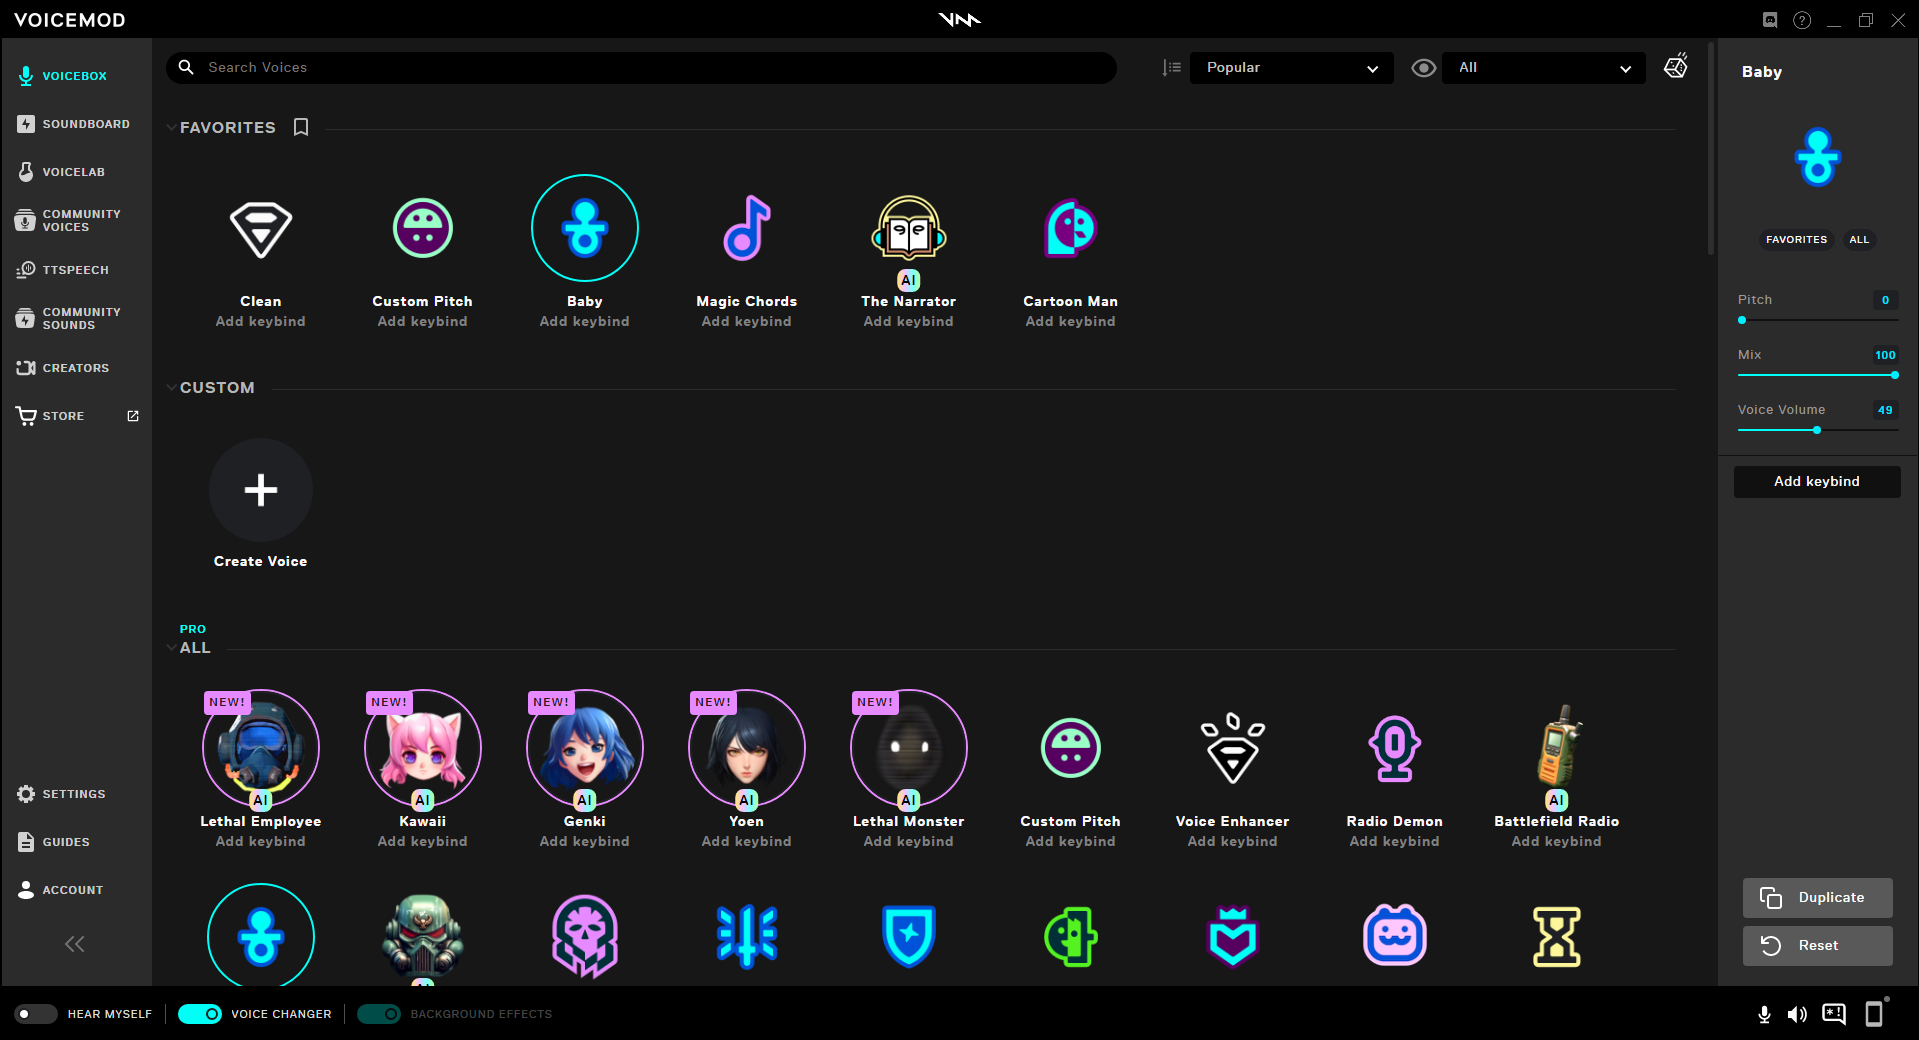 VOICEMOD
VOICEBOX
SOUNDBOARD
VOICELAB
COMMUNITY
VOICES
TTSPEECH
COMMUNITY
SOUNDS
CREATORS
STORE
SETTINGS
GUIDES
ACCOUNT
Search Voices
Popular
All
FAVORITES
Clean
Add keybind
Custom Pitch
Add keybind
Baby
Add keybind
Magic Chords
Add keybind
AI
The Narrator
Add keybind
Cartoon Man
Add keybind
CUSTOM
Create Voice
PRO
ALL
NEW!
AI
Lethal Employee
Add keybind
NEW!
AI
Kawaii
Add keybind
NEW!
AI
Genki
Add keybind
NEW!
AI
Yoen
Add keybind
NEW!
AI
Lethal Monster
Add keybind
Custom Pitch
Add keybind
Voice Enhancer
Add keybind
Radio Demon
Add keybind
AI
Battlefield Radio
Add keybind
Baby
FAVORITES ALL
Pitch 0
Mix 100
Voice Volume 49
Add keybind
Duplicate
Reset
HEAR MYSELF
VOICE CHANGER
BACKGROUND EFFECTS